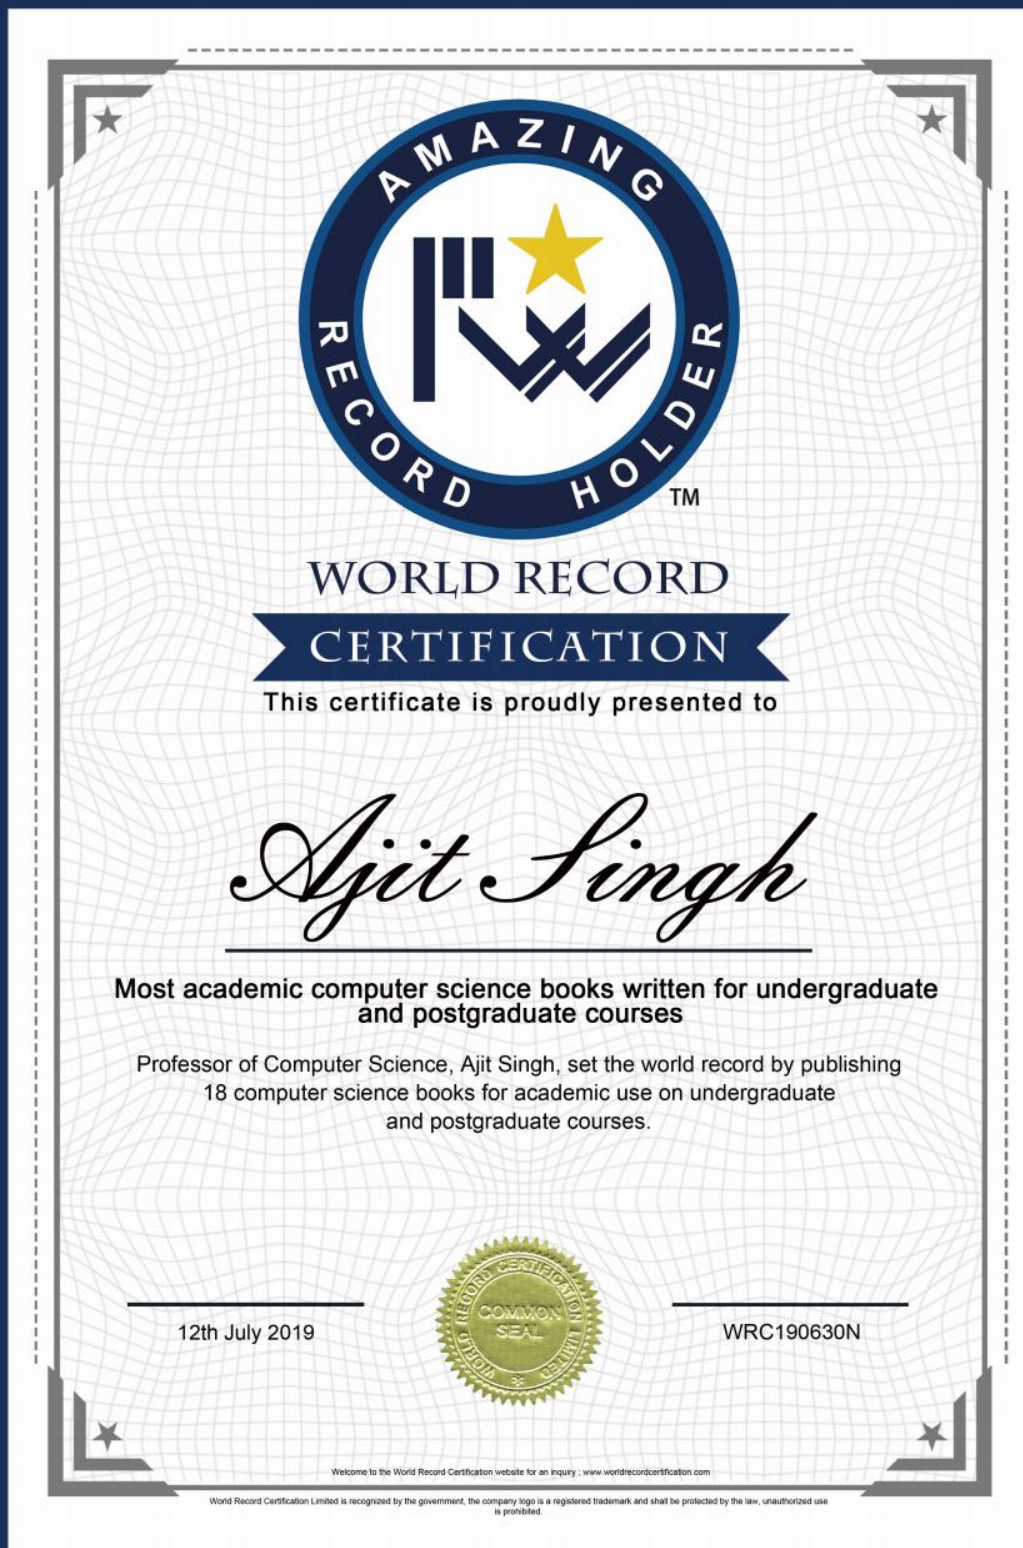 AMAZING
RECORD HOLDER
TM
WORLD RECORD
CERTIFICATION
This certificate is proudly presented to
Ajit Singh
Most academic computer science books written for undergraduate
and postgraduate courses
Professor of Computer Science, Ajit Singh, set the world record by publishing
18 computer science books for academic use on undergraduate
and postgraduate courses.
WORLD RECORD CERTIFICATION LIMITED
COMMON
SEAL
12th July 2019
WRC190630N
Welcome to the World Record Certification website for an inquiry : www.worldrecordcertification.com
World Record Certification Limited is recognized by the government, the company logo is a registered trademark and shall be protected by the law, unauthorized use
is prohibited.